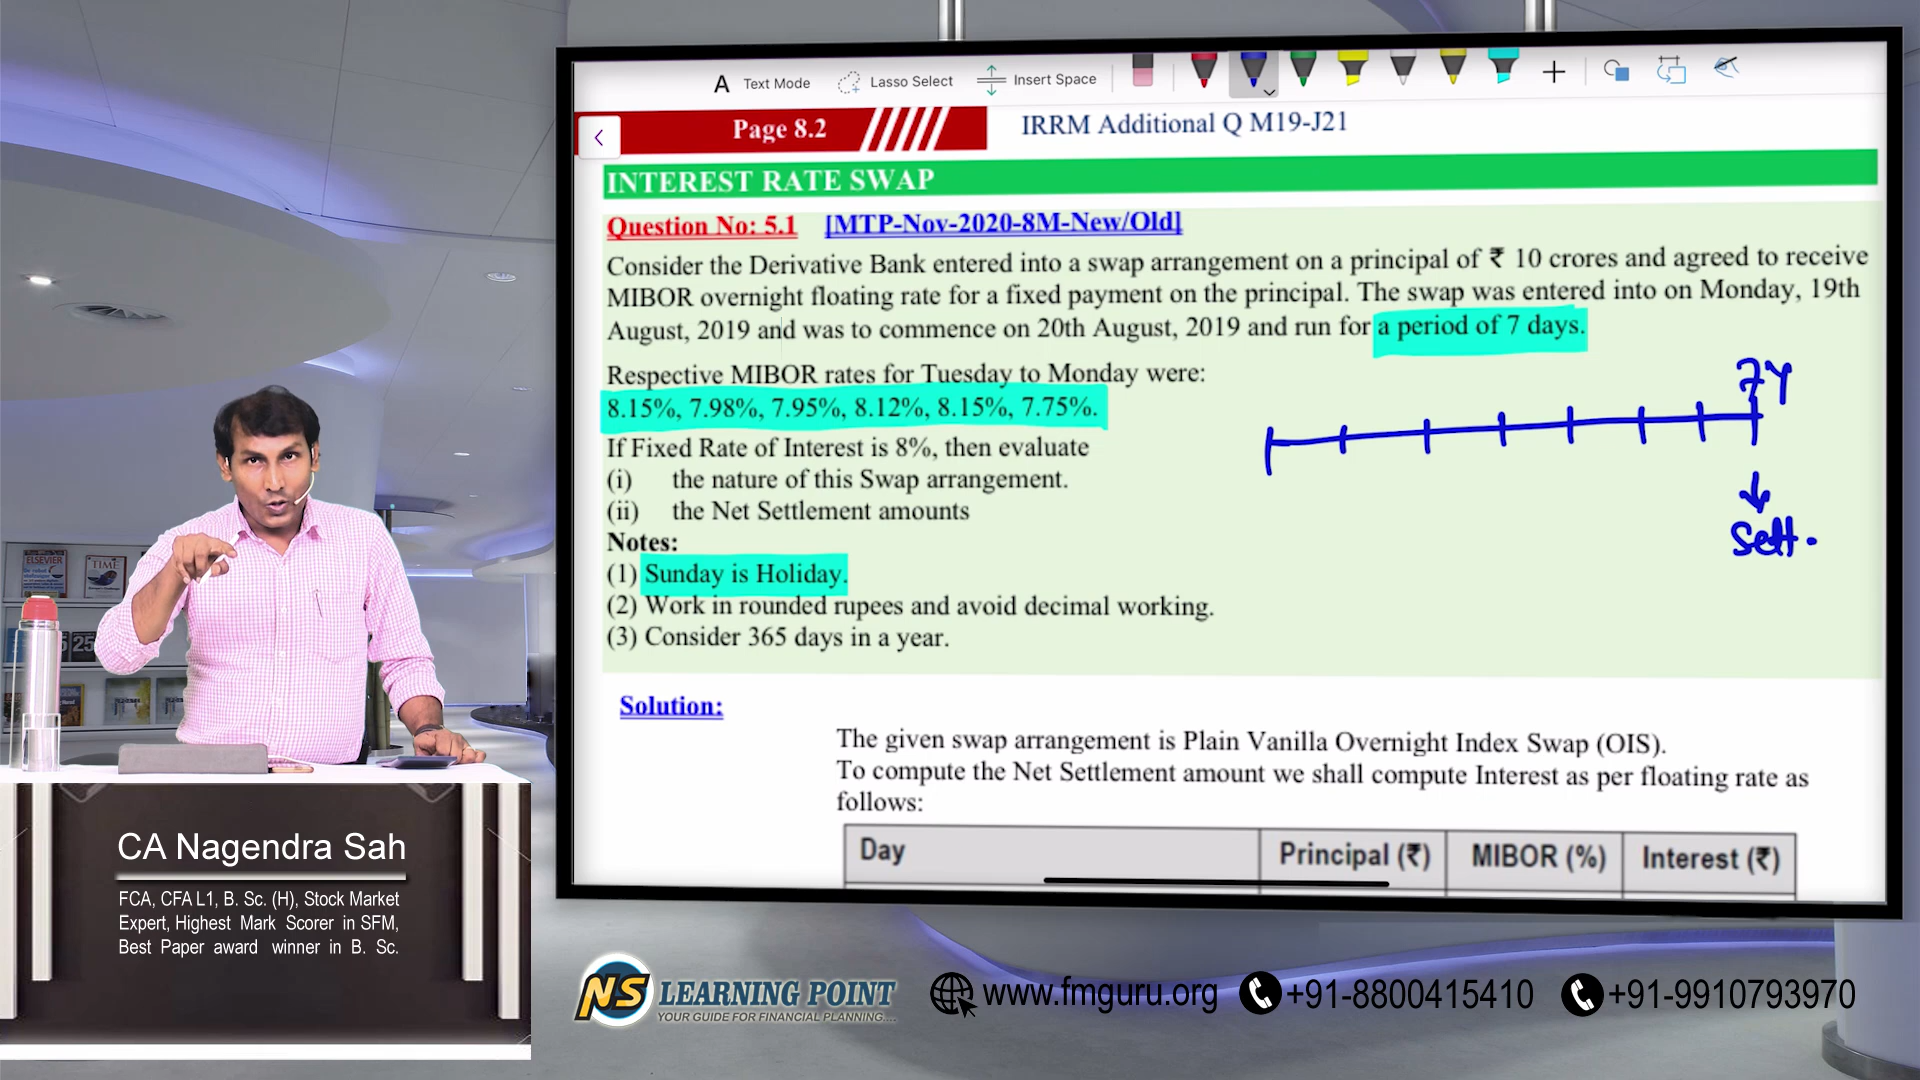 A Text Mode Lasso Select Insert Space
Page 8.2 IRRM Additional Q M19-J21
INTEREST RATE SWAP
Question No: 5.1 [MTP-Nov-2020-8M-New/Old]
Consider the Derivative Bank entered into a swap arrangement on a principal of ₹ 10 crores and agreed to receive
MIBOR overnight floating rate for a fixed payment on the principal. The swap was entered into on Monday, 19th
August, 2019 and was to commence on 20th August, 2019 and run for a period of 7 days.
Respective MIBOR rates for Tuesday to Monday were:
8.15%, 7.98%, 7.95%, 8.12%, 8.15%, 7.75%.
If Fixed Rate of Interest is 8%, then evaluate
(i) the nature of this Swap arrangement.
(ii) the Net Settlement amounts
Notes:
(1) Sunday is Holiday.
(2) Work in rounded rupees and avoid decimal working.
(3) Consider 365 days in a year.
7Y
Sett.
Solution:
The given swap arrangement is Plain Vanilla Overnight Index Swap (OIS).
To compute the Net Settlement amount we shall compute Interest as per floating rate as
follows:
Day Principal (₹) MIBOR (%) Interest (₹)
ELSEVIER
TIME
25
CA Nagendra Sah
FCA, CFA L1, B. Sc. (H), Stock Market
Expert, Highest Mark Scorer in SFM,
Best Paper award winner in B. Sc.
NS LEARNING POINT
YOUR GUIDE FOR FINANCIAL PLANNING....
www.fmguru.org +91-8800415410 +91-9910793970